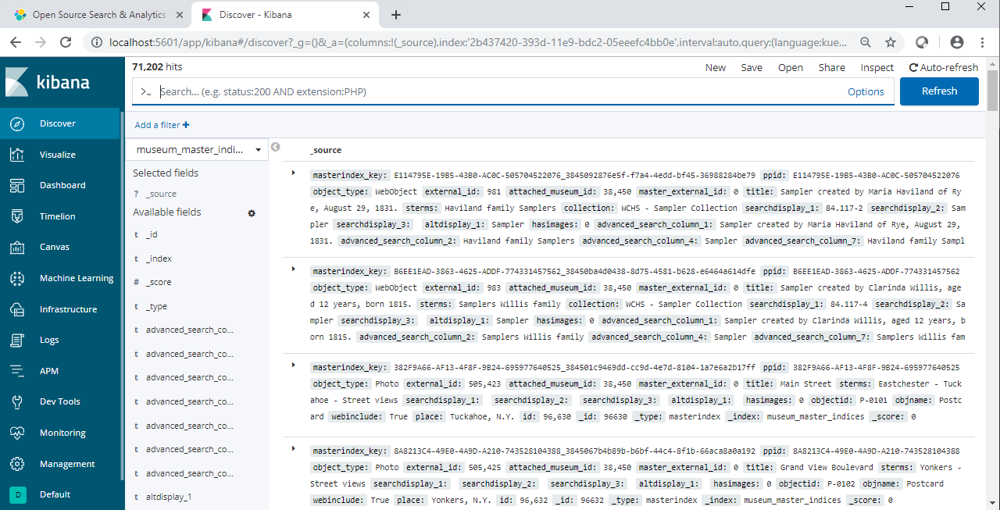 Open Source Search & Analytics
Discover - Kibana
localhost:5601/app/kibana#/discover?_g=()&_a=(columns:!(_source),index:'2b437420-393d-11e9-bdc2-05eeefc4bb0e',interval:auto,query:(language:kue...
kibana
Discover
Visualize
Dashboard
Timelion
Canvas
Machine Learning
Infrastructure
Logs
APM
Dev Tools
Monitoring
Management
D Default
71,202 hits
New Save Open Share Inspect Auto-refresh
>_ Search... (e.g. status:200 AND extension:PHP) Options Refresh
Add a filter +
museum_master_indi...
Selected fields
? _source
Available fields
t _id
t _index
# _score
t _type
t advanced_search_co...
t advanced_search_co...
t advanced_search_co...
t advanced_search_co...
t advanced_search_co...
t advanced_search_co...
t advanced_search_co...
t altdisplay_1
_source
masterindex_key: E114795E-19B5-43B0-AC0C-505704522076_3845092876e5f-f7a4-4edd-bf45-36988284be79 ppid: E114795E-19B5-43B0-AC0C-505704522076
object_type: WebObject external_id: 981 attached_museum_id: 38,450 master_external_id: 0 title: Sampler created by Maria Haviland of Ry
e, August 29, 1831. sterms: Haviland family Samplers collection: WCHS - Sampler Collection searchdisplay_1: 84.117-2 searchdisplay_2: Sam
pler searchdisplay_3: altdisplay_1: Sampler hasimages: 0 advanced_search_column_1: Sampler created by Maria Haviland of Rye, August 29,
1831. advanced_search_column_2: Haviland family Samplers advanced_search_column_4: Sampler advanced_search_column_7: Haviland family Sampl
masterindex_key: B6EE1EAD-3863-4625-ADDF-774331457562_38450ba4d0438-8d75-4581-b628-e6464a614dfe ppid: B6EE1EAD-3863-4625-ADDF-774331457562
object_type: WebObject external_id: 983 attached_museum_id: 38,450 master_external_id: 0 title: Sampler created by Clarinda Willis, age
d 12 years, born 1815. sterms: Samplers Willis family collection: WCHS - Sampler Collection searchdisplay_1: 84.117-4 searchdisplay_2: Sa
mpler searchdisplay_3: altdisplay_1: Sampler hasimages: 0 advanced_search_column_1: Sampler created by Clarinda Willis, aged 12 years, b
orn 1815. advanced_search_column_2: Samplers Willis family advanced_search_column_4: Sampler advanced_search_column_7: Samplers Willis fam
masterindex_key: 382F9A66-AF13-4F8F-9B24-695977640525_384501c9469dd-cc9d-4e7d-8104-1a7e6a2b17ff ppid: 382F9A66-AF13-4F8F-9B24-695977640525
object_type: Photo external_id: 505,423 attached_museum_id: 38,450 master_external_id: 0 title: Main Street sterms: Eastchester - Tuck
ahoe - Street views searchdisplay_1: searchdisplay_2: searchdisplay_3: altdisplay_1: hasimages: 0 objectid: P-0101 objname: Postc
ard webinclude: True place: Tuckahoe, N.Y. id: 96,630 _id: 96630 _type: masterindex _index: museum_master_indices _score: 0
masterindex_key: 8A8213C4-49E0-4A9D-A210-743528104388_3845067b4b89b-b6bf-44c4-8f1b-66aca8a0a192 ppid: 8A8213C4-49E0-4A9D-A210-743528104388
object_type: Photo external_id: 505,425 attached_museum_id: 38,450 master_external_id: 0 title: Grand View Boulevard sterms: Yonkers -
Street views searchdisplay_1: searchdisplay_2: searchdisplay_3: altdisplay_1: hasimages: 0 objectid: P-0102 objname: Postcard
webinclude: True place: Yonkers, N.Y. id: 96,632 _id: 96632 _type: masterindex _index: museum_master_indices _score: 0